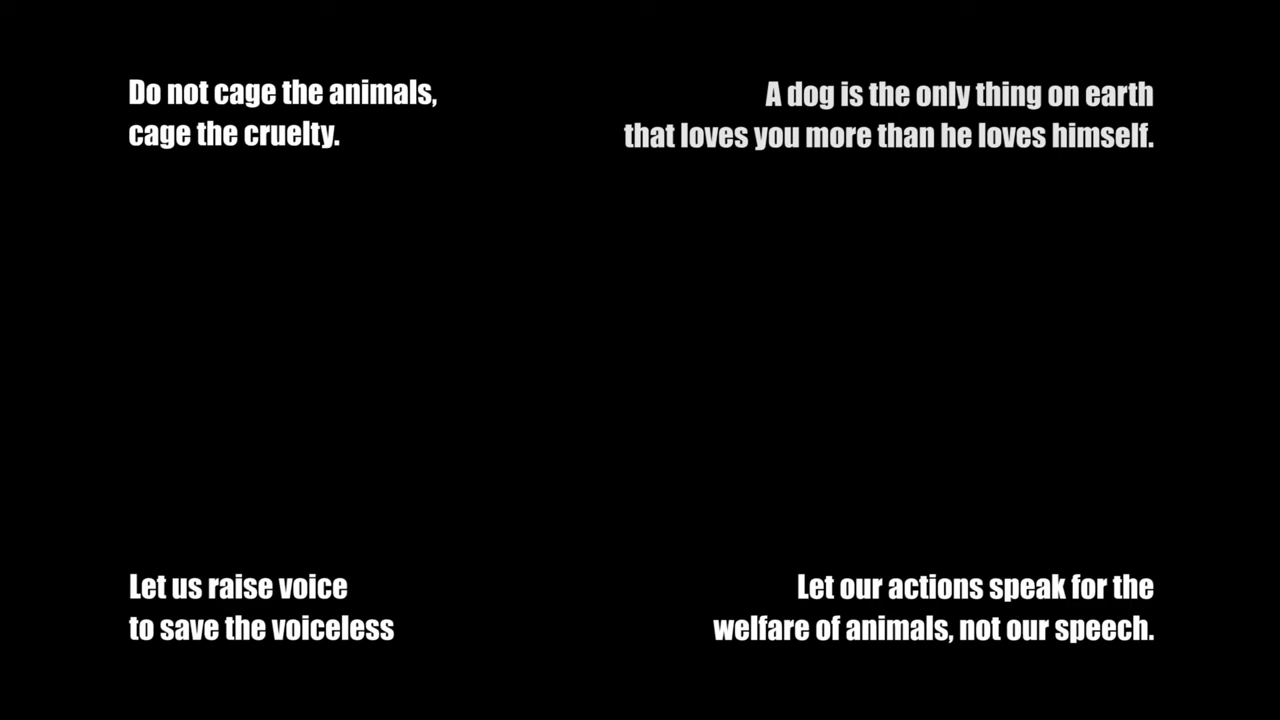 Do not cage the animals,
cage the cruelty.
A dog is the only thing on earth
that loves you more than he loves himself.
Let us raise voice
to save the voiceless
Let our actions speak for the
welfare of animals, not our speech.